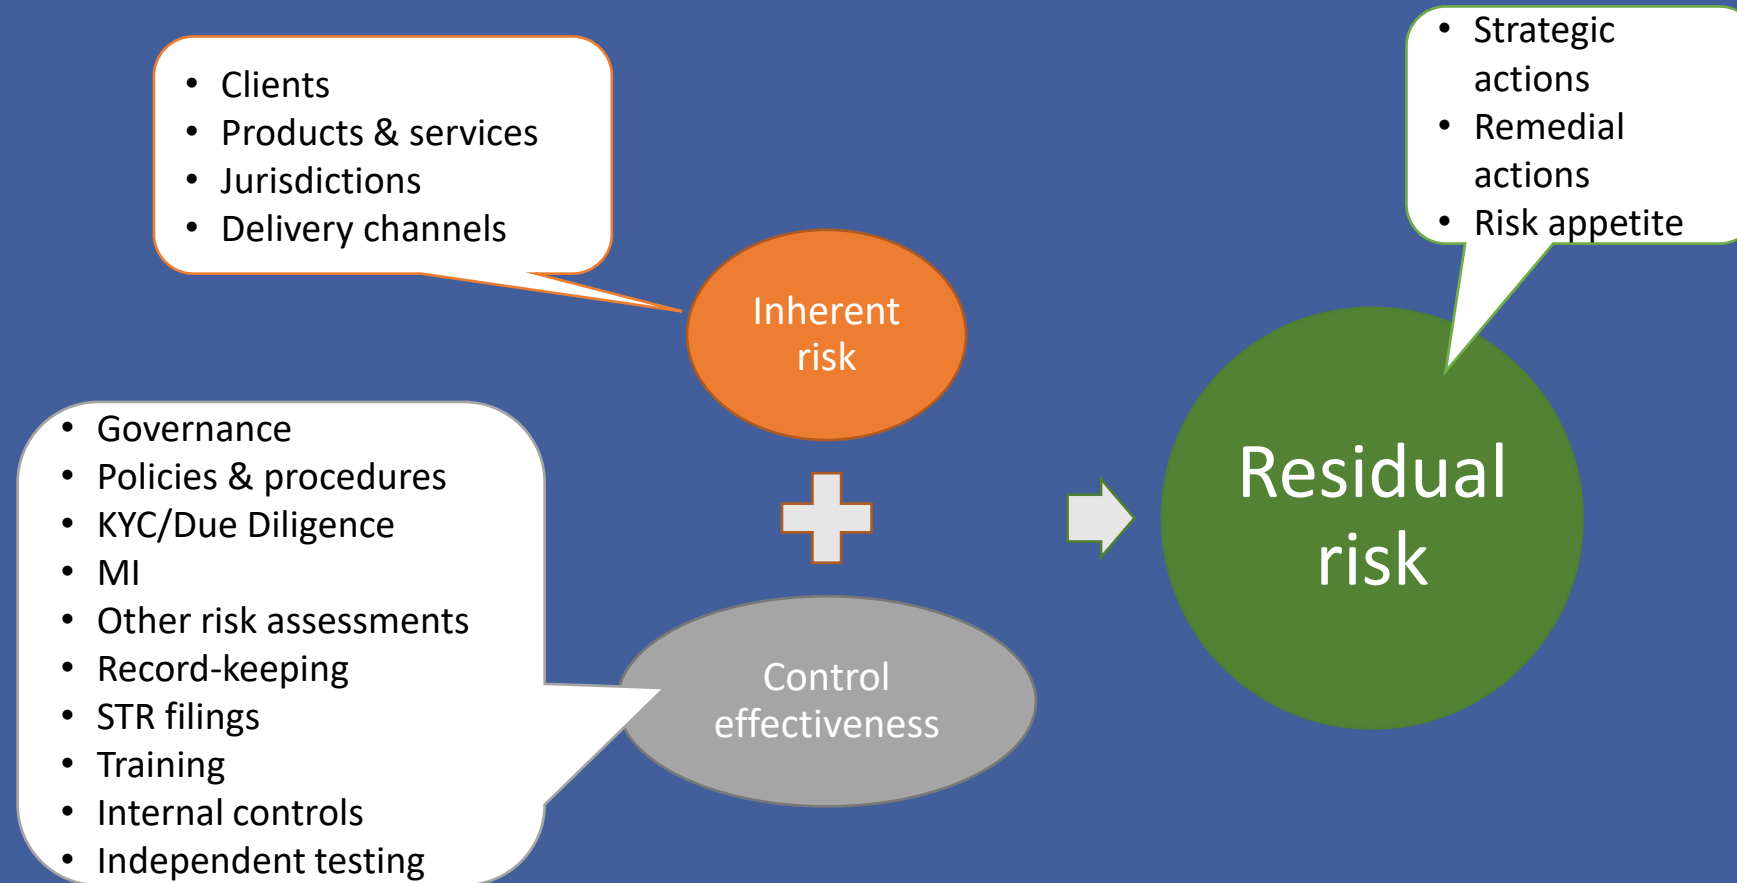 • Clients
• Products & services
• Jurisdictions
• Delivery channels
• Strategic
actions
• Remedial
actions
• Risk appetite
Inherent
risk
• Governance
• Policies & procedures
• KYC/Due Diligence
• MI
• Other risk assessments
• Record-keeping
• STR filings
• Training
• Internal controls
• Independent testing
Control
effectiveness
Residual
risk